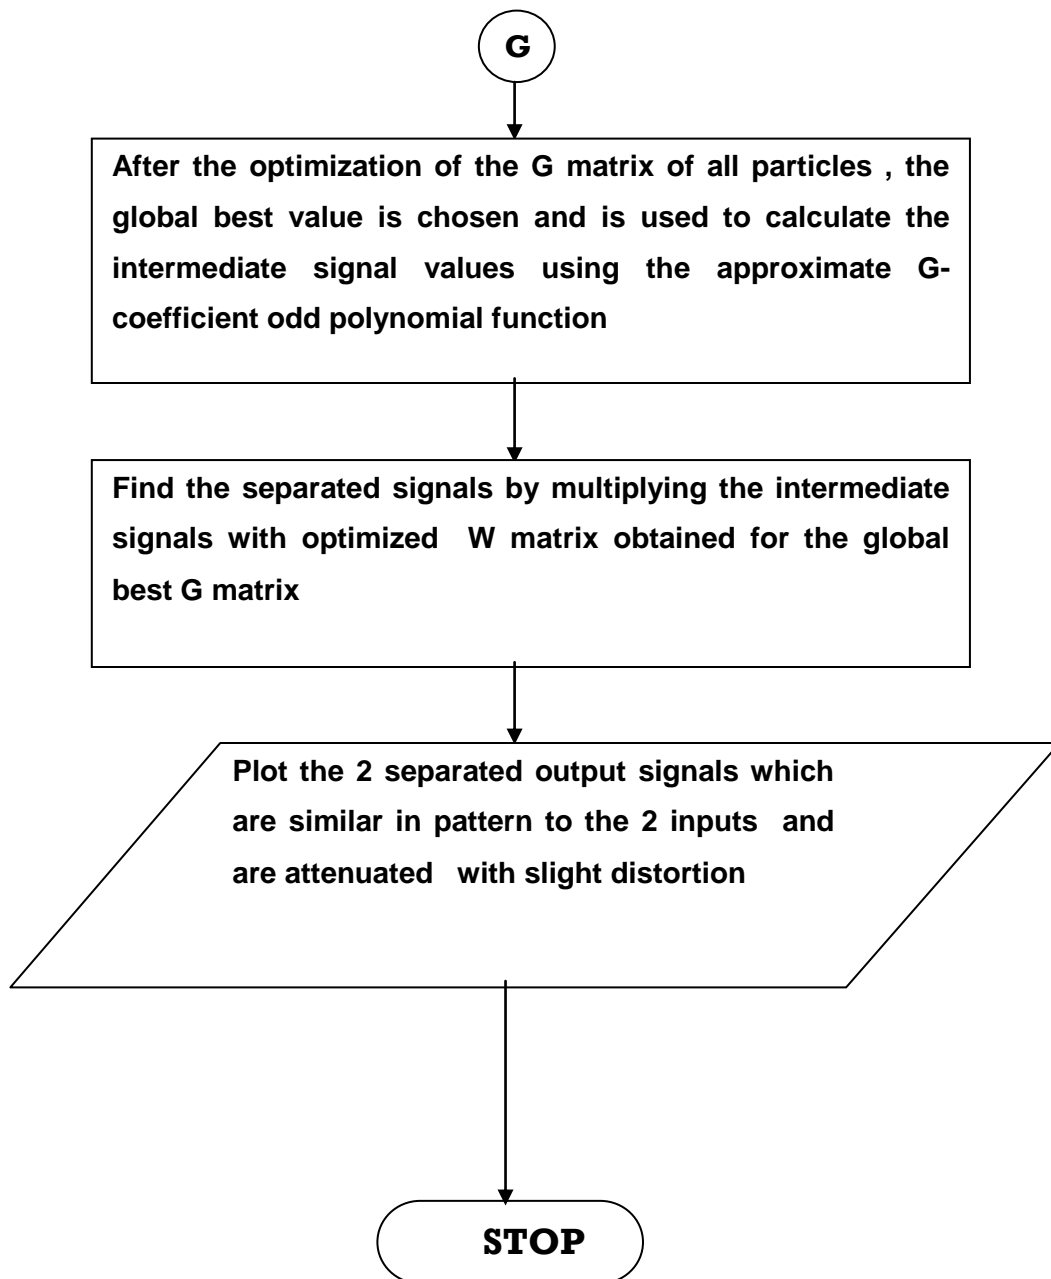 G
After the optimization of the G matrix of all particles , the
global best value is chosen and is used to calculate the
intermediate signal values using the approximate G-
coefficient odd polynomial function
Find the separated signals by multiplying the intermediate
signals with optimized W matrix obtained for the global
best G matrix
Plot the 2 separated output signals which
are similar in pattern to the 2 inputs and
are attenuated with slight distortion
STOP